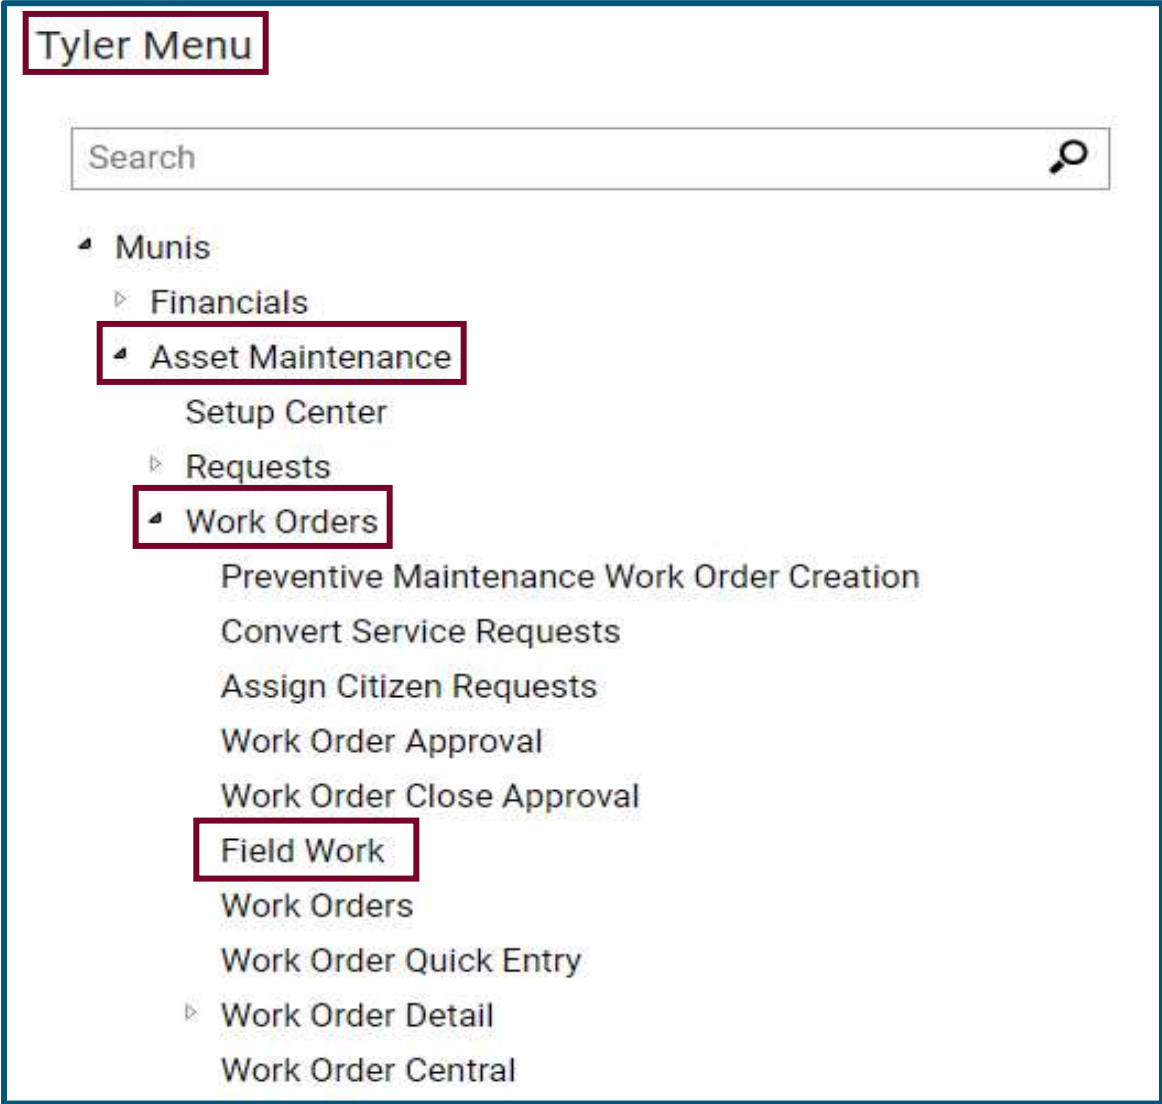 Tyler Menu
Search
Munis
Financials
Asset Maintenance
Setup Center
Requests
Work Orders
Preventive Maintenance Work Order Creation
Convert Service Requests
Assign Citizen Requests
Work Order Approval
Work Order Close Approval
Field Work
Work Orders
Work Order Quick Entry
Work Order Detail
Work Order Central